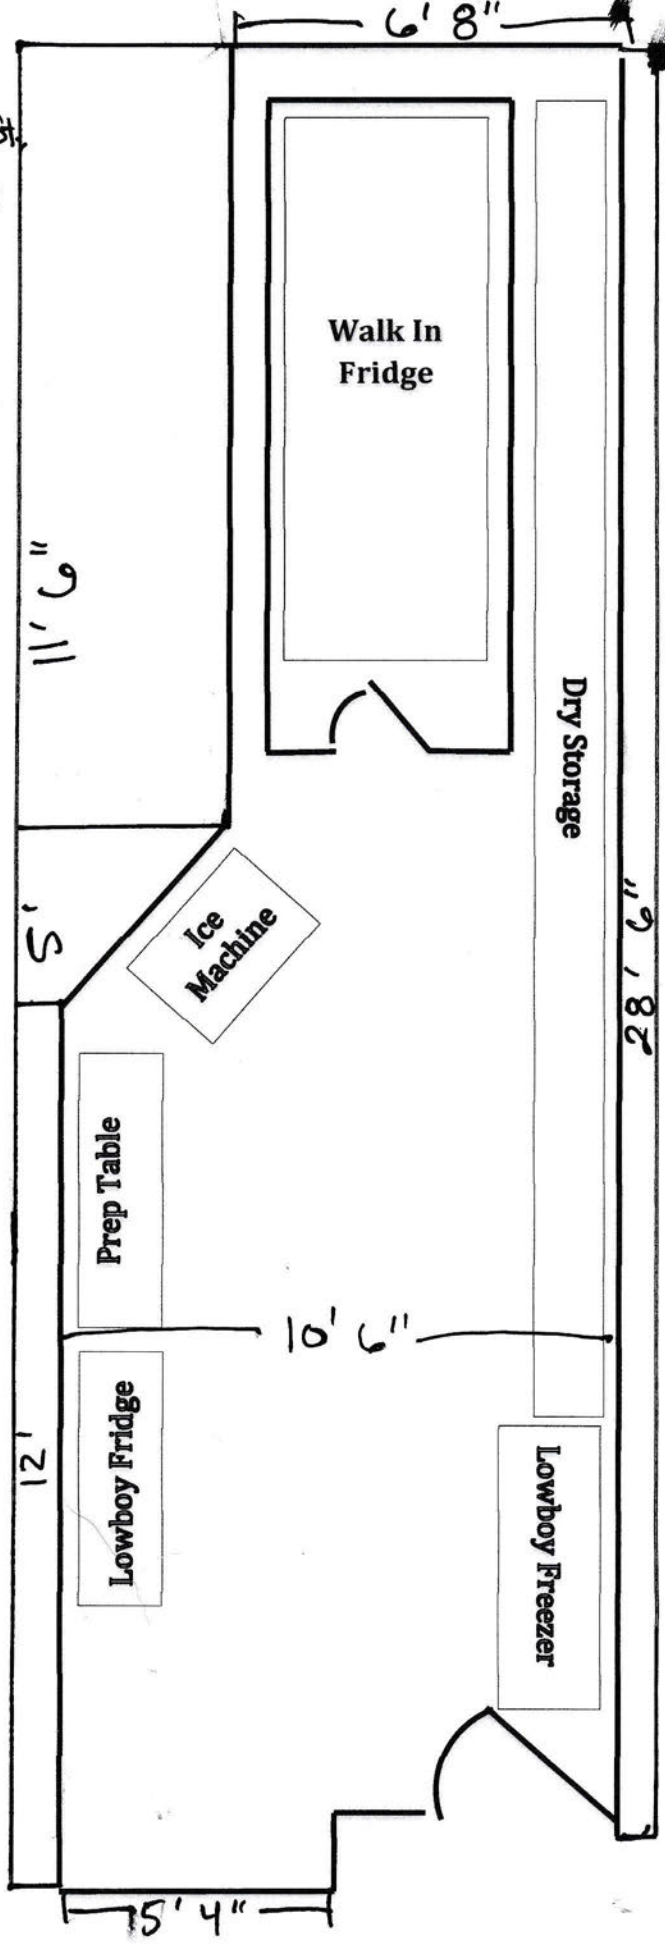 6' 8"
Walk In
Fridge
11' 6"
Dry Storage
5'
Ice
Machine
28' 6"
Prep Table
10' 6"
12'
Lowboy Fridge
Lowboy Freezer
5' 4"